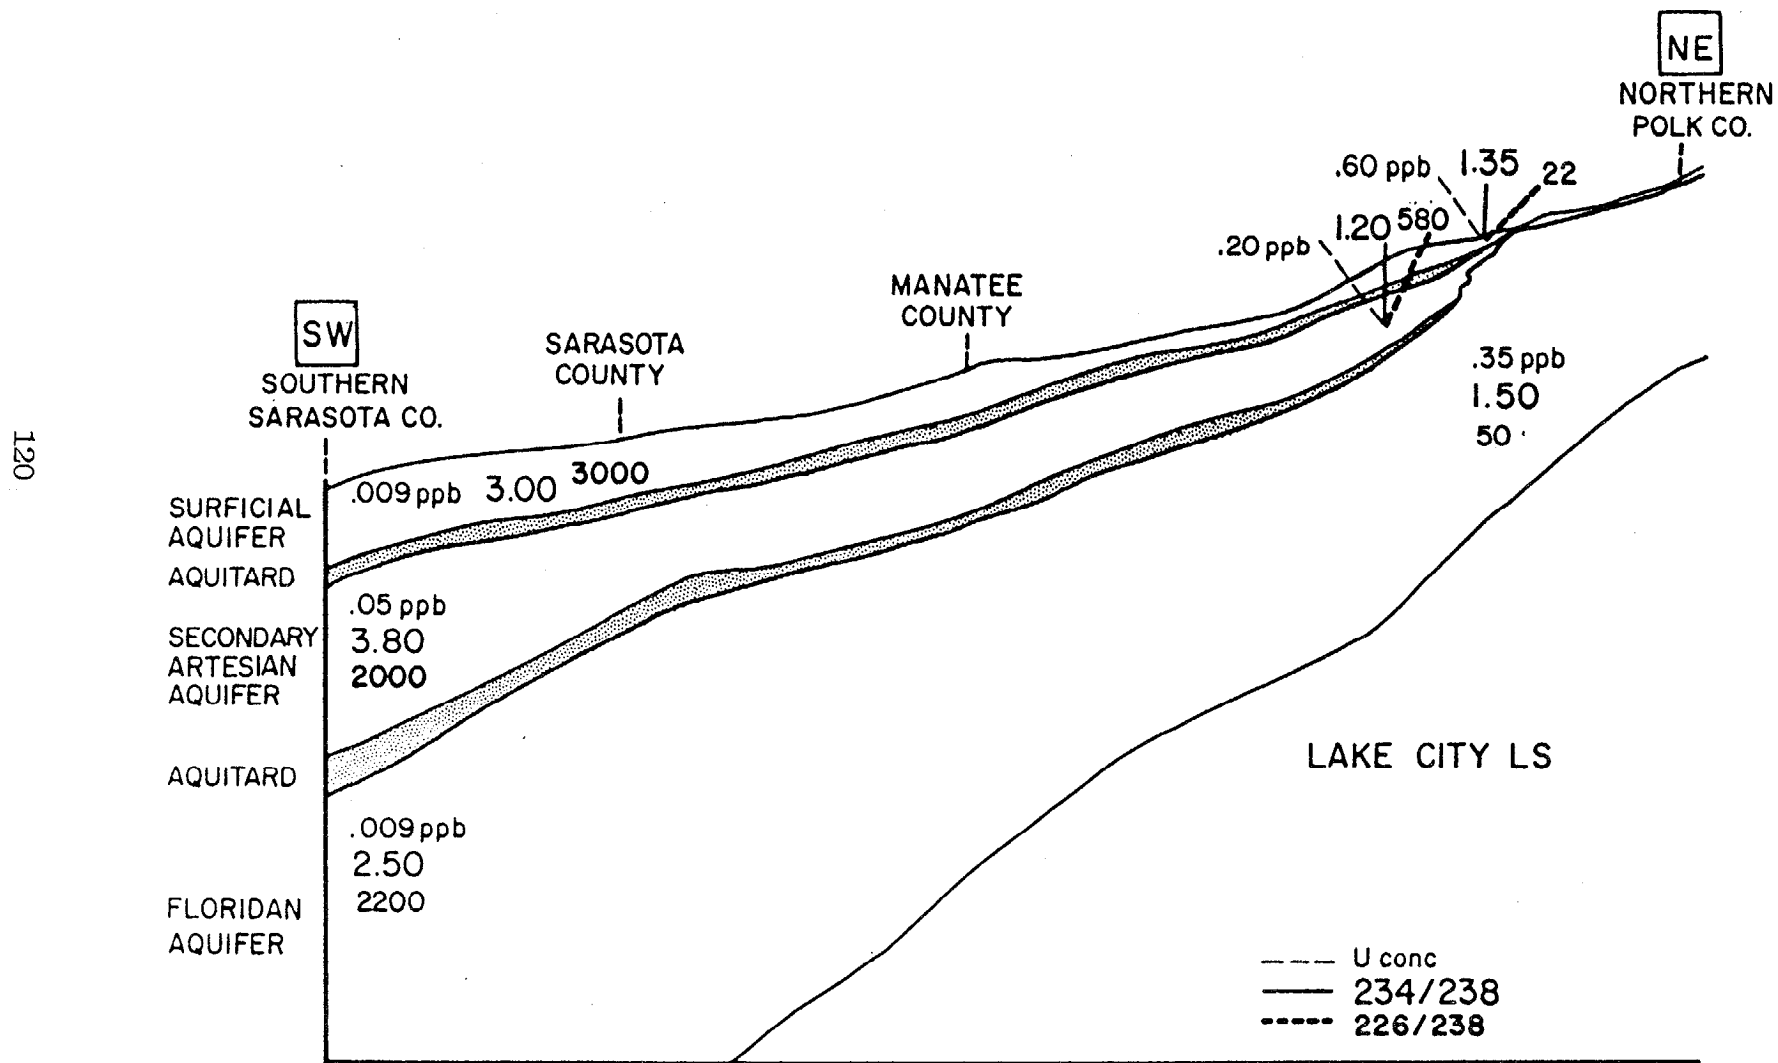 NE
NORTHERN
POLK CO.
.60 ppb
1.35
22
.20 ppb
1.20
580
MANATEE
COUNTY
SW
SOUTHERN
SARASOTA CO.
SARASOTA
COUNTY
.35 ppb
1.50
50
120
.009 ppb 3.00 3000
SURFICIAL
AQUIFER
AQUITARD
.05 ppb
3.80
2000
SECONDARY
ARTESIAN
AQUIFER
AQUITARD
LAKE CITY LS
.009 ppb
2.50
2200
FLORIDAN
AQUIFER
U conc
234/238
226/238